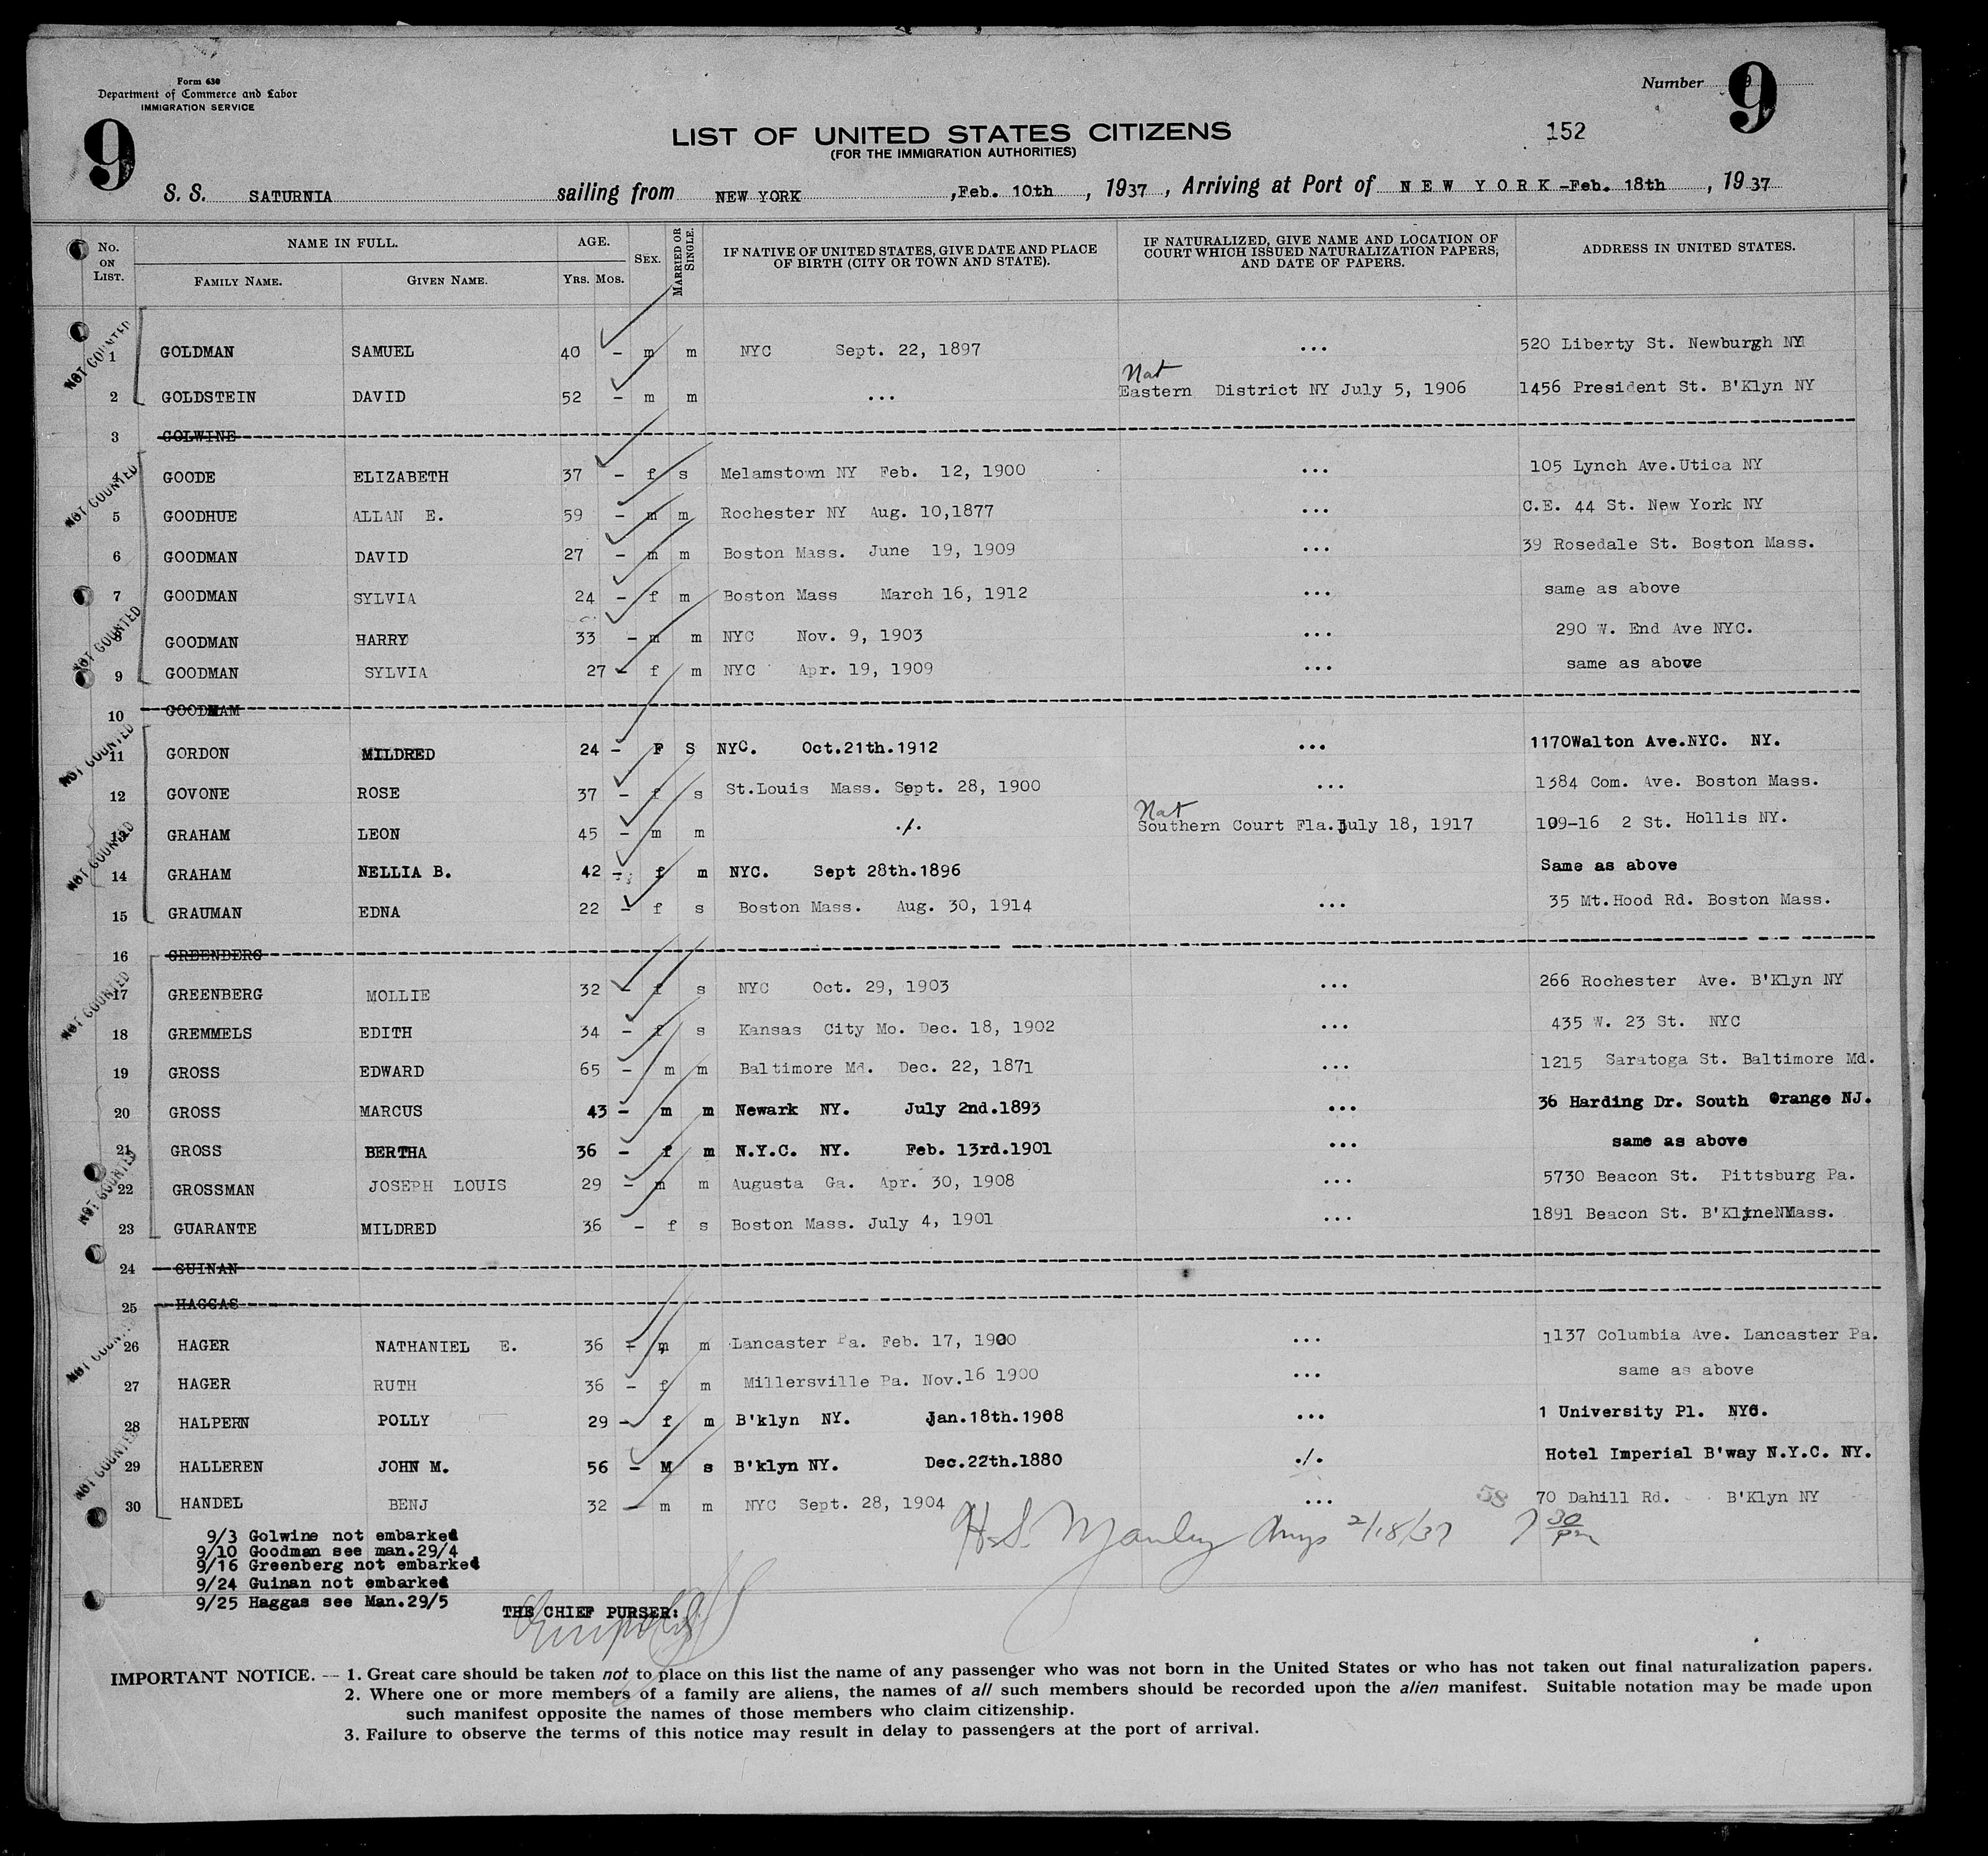 Form 630
Department of Commerce and Labor
IMMIGRATION SERVICE
Number 9
9
9
152
LIST OF UNITED STATES CITIZENS
(FOR THE IMMIGRATION AUTHORITIES)
S. S. SATURNIA sailing from NEW YORK ,Feb. 10th , 1937 , Arriving at Port of NEW YORK -Feb. 18th , 1937
No. ON LIST. NAME IN FULL. AGE. SEX. MARRIED OR SINGLE. IF NATIVE OF UNITED STATES, GIVE DATE AND PLACE OF BIRTH (CITY OR TOWN AND STATE). IF NATURALIZED, GIVE NAME AND LOCATION OF COURT WHICH ISSUED NATURALIZATION PAPERS, AND DATE OF PAPERS. ADDRESS IN UNITED STATES.
FAMILY NAME. GIVEN NAME. YRS. MOS.
NOT COUNTED
1 GOLDMAN SAMUEL 40 - m m NYC Sept. 22, 1897 ... 520 Liberty St. Newburgh NY
Nat
2 GOLDSTEIN DAVID 52 - m m ... Eastern District NY July 5, 1906 1456 President St. B'Klyn NY
3 GOLWINE
NOT COUNTED
4 GOODE ELIZABETH 37 - f s Melamstown NY Feb. 12, 1900 ... 105 Lynch Ave.Utica NY
5 GOODHUE ALLAN E. 59 - m m Rochester NY Aug. 10,1877 ... C.E. 44 St. New York NY
6 GOODMAN DAVID 27 - m m Boston Mass. June 19, 1909 ... 39 Rosedale St. Boston Mass.
7 GOODMAN SYLVIA 24 - f m Boston Mass March 16, 1912 ... same as above
NOT COUNTED
8 GOODMAN HARRY 33 - m m NYC Nov. 9, 1903 ... 290 W. End Ave NYC.
9 GOODMAN SYLVIA 27 - f m NYC Apr. 19, 1909 ... same as above
10 GOODMAM
NOT COUNTED
11 GORDON MILDRED 24 - F S NYC. Oct.21th.1912 ... 1170Walton Ave.NYC. NY.
12 GOVONE ROSE 37 - f s St.Louis Mass. Sept. 28, 1900 ... 1384 Com. Ave. Boston Mass.
Nat
NOT COUNTED
13 GRAHAM LEON 45 - m m ./. Southern Court Fla. July 18, 1917 109-16 2 St. Hollis NY.
14 GRAHAM NELLIA B. 42 - f m NYC. Sept 28th.1896 Same as above
15 GRAUMAN EDNA 22 - f s Boston Mass. Aug. 30, 1914 ... 35 Mt.Hood Rd. Boston Mass.
16 GREENBERG
NOT COUNTED
17 GREENBERG MOLLIE 32 - f s NYC Oct. 29, 1903 ... 266 Rochester Ave. B'Klyn NY
18 GREMMELS EDITH 34 - f s Kansas City Mo. Dec. 18, 1902 ... 435 W. 23 St. NYC
19 GROSS EDWARD 65 - m m Baltimore Md. Dec. 22, 1871 ... 1215 Saratoga St. Baltimore Md.
20 GROSS MARCUS 43 - m m Newark NY. July 2nd.1893 ... 36 Harding Dr. South Orange NJ.
21 GROSS BERTHA 36 - f m N.Y.C. NY. Feb. 13rd.1901 ... same as above
NOT COUNTED
22 GROSSMAN JOSEPH LOUIS 29 - m m Augusta Ga. Apr. 30, 1908 ... 5730 Beacon St. Pittsburg Pa.
23 GUARANTE MILDRED 36 - f s Boston Mass. July 4, 1901 ... 1891 Beacon St. Mass.
24 GUINAN
25 HAGGAS
NOT COUNTED
26 HAGER NATHANIEL E. 36 - m m Lancaster Pa. Feb. 17, 1900 ... 1137 Columbia Ave. Lancaster Pa.
27 HAGER RUTH 36 - f m Millersville Pa. Nov.16 1900 ... same as above
28 HALPERN POLLY 29 - f m B'klyn NY. Jan.18th.1908 ... 1 University Pl. NYC.
NOT COUNTED
29 HALLEREN JOHN M. 56 - M s B'klyn NY. Dec.22th.1880 ./. Hotel Imperial B'way N.Y.C. NY.
30 HANDEL BENJ 32 - m m NYC Sept. 28, 1904 ... 58 70 Dahill Rd. B'Klyn NY
H.S. 2/18/37 7 30 pm
9/3 Golwine not embarked
9/10 Goodman see man.29/4
9/16 Greenberg not embarked
9/24 Guinan not embarked
9/25 Haggas see Man.29/5
THE CHIEF PURSER:
IMPORTANT NOTICE. — 1. Great care should be taken not to place on this list the name of any passenger who was not born in the United States or who has not taken out final naturalization papers.
2. Where one or more members of a family are aliens, the names of all such members should be recorded upon the alien manifest. Suitable notation may be made upon
such manifest opposite the names of those members who claim citizenship.
3. Failure to observe the terms of this notice may result in delay to passengers at the port of arrival.